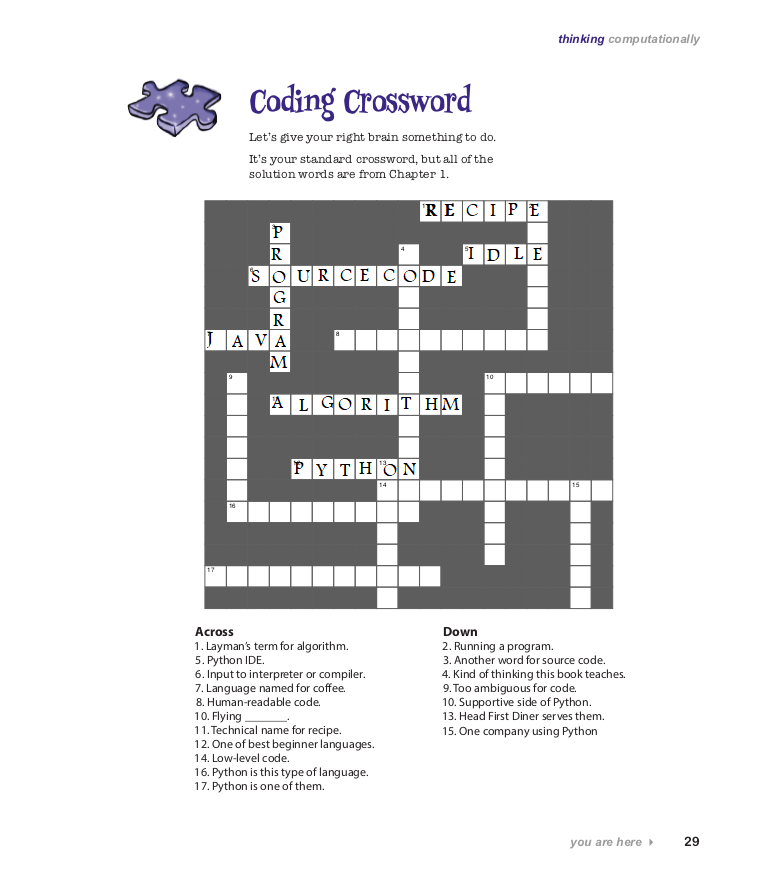 thinking computationally
Coding Crossword
Let's give your right brain something to do.
It's your standard crossword, but all of the
solution words are from Chapter 1.
1 R E C I P 2 E
3 P
R 4 5 I D L E
6 S O U R C E C O D E
G
R
J A V A 8
M
9 10
A L G O R I T H M
P Y T H 13 O N
14 15
16
17
Across
1. Layman's term for algorithm.
5. Python IDE.
6. Input to interpreter or compiler.
7. Language named for coffee.
8. Human-readable code.
10. Flying _______.
11. Technical name for recipe.
12. One of best beginner languages.
14. Low-level code.
16. Python is this type of language.
17. Python is one of them.
Down
2. Running a program.
3. Another word for source code.
4. Kind of thinking this book teaches.
9. Too ambiguous for code.
10. Supportive side of Python.
13. Head First Diner serves them.
15. One company using Python
you are here 29